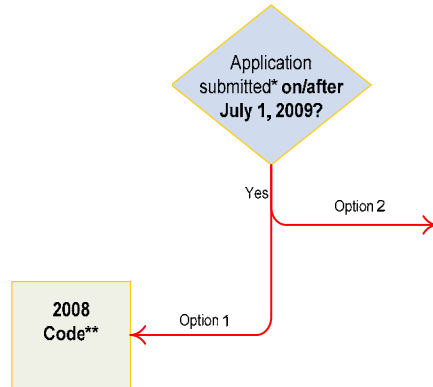 Application
submitted* on/after
July 1, 2009?
Yes
Option 2
Option 1
2008
Code**